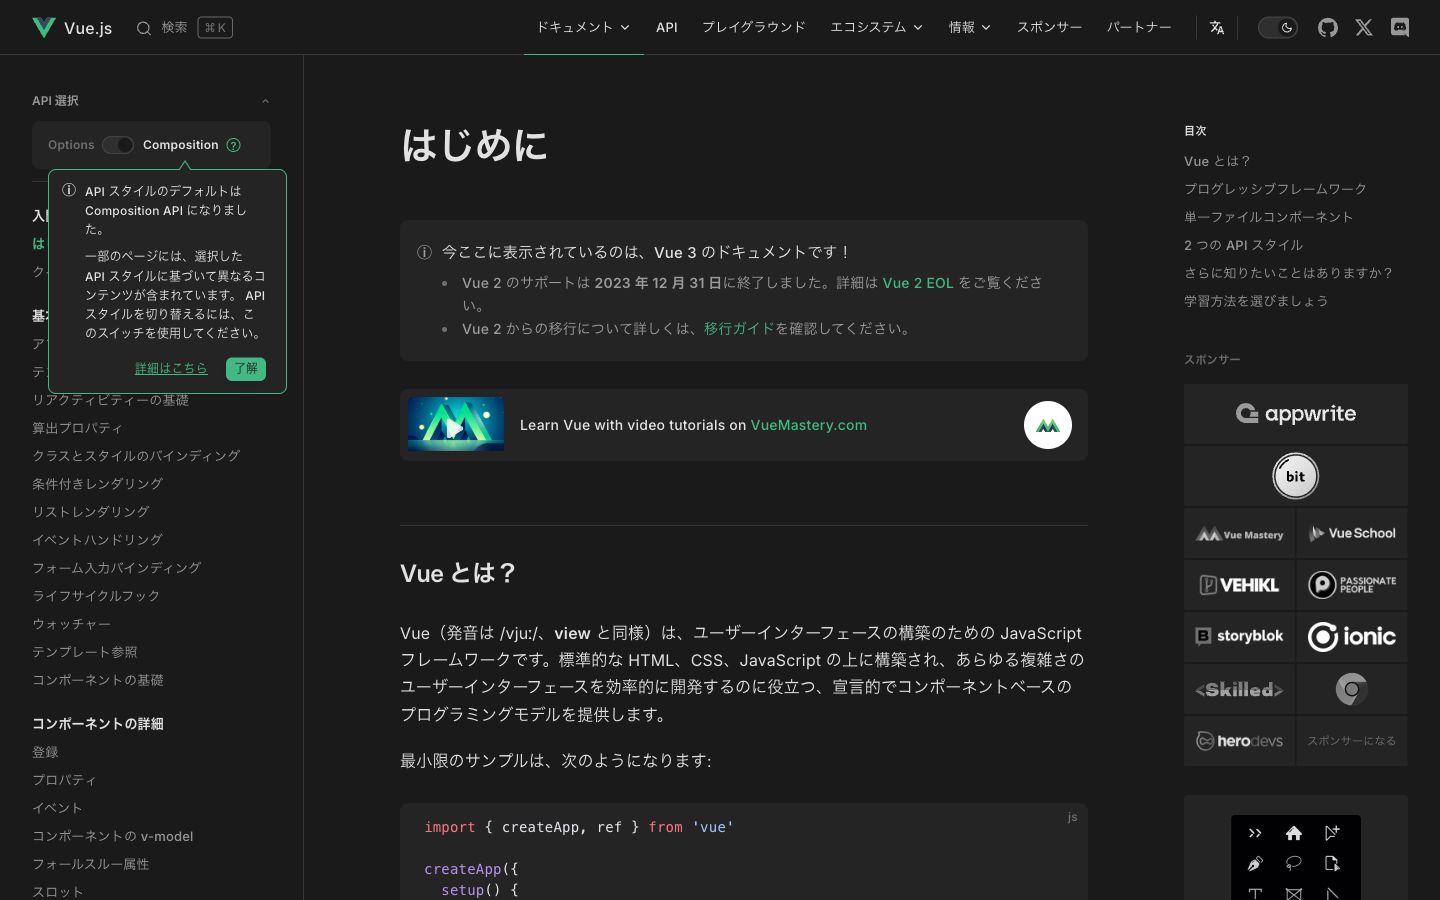 Vue.js
検索
⌘ K
ドキュメント
API
プレイグラウンド
エコシステム
情報
スポンサー
パートナー
API 選択
Options
Composition
?
API スタイルのデフォルトは
Composition API になりまし
た。
一部のページには、選択した
API スタイルに基づいて異なるコ
ンテンツが含まれています。 API
スタイルを切り替えるには、こ
のスイッチを使用してください。
詳細はこちら
了解
リアクティビティーの基礎
算出プロパティ
クラスとスタイルのバインディング
条件付きレンダリング
リストレンダリング
イベントハンドリング
フォーム入力バインディング
ライフサイクルフック
ウォッチャー
テンプレート参照
コンポーネントの基礎
コンポーネントの詳細
登録
プロパティ
イベント
コンポーネントの v-model
フォールスルー属性
スロット
はじめに
今ここに表示されているのは、Vue 3 のドキュメントです！
Vue 2 のサポートは 2023 年 12 月 31 日に終了しました。詳細は Vue 2 EOL をご覧くださ
い。
Vue 2 からの移行について詳しくは、移行ガイドを確認してください。
Learn Vue with video tutorials on VueMastery.com
Vue とは？
Vue（発音は /vjuː/、view と同様）は、ユーザーインターフェースの構築のための JavaScript
フレームワークです。標準的な HTML、CSS、JavaScript の上に構築され、あらゆる複雑さの
ユーザーインターフェースを効率的に開発するのに役立つ、宣言的でコンポーネントベースの
プログラミングモデルを提供します。
最小限のサンプルは、次のようになります:
js
import { createApp, ref } from 'vue'
createApp({
setup() {
目次
Vue とは？
プログレッシブフレームワーク
単一ファイルコンポーネント
2 つの API スタイル
さらに知りたいことはありますか？
学習方法を選びましょう
スポンサー
appwrite
bit
Vue Mastery
Vue School
VEHIKL
PASSIONATE
PEOPLE
storyblok
ionic
<Skilled>
herodevs
スポンサーになる